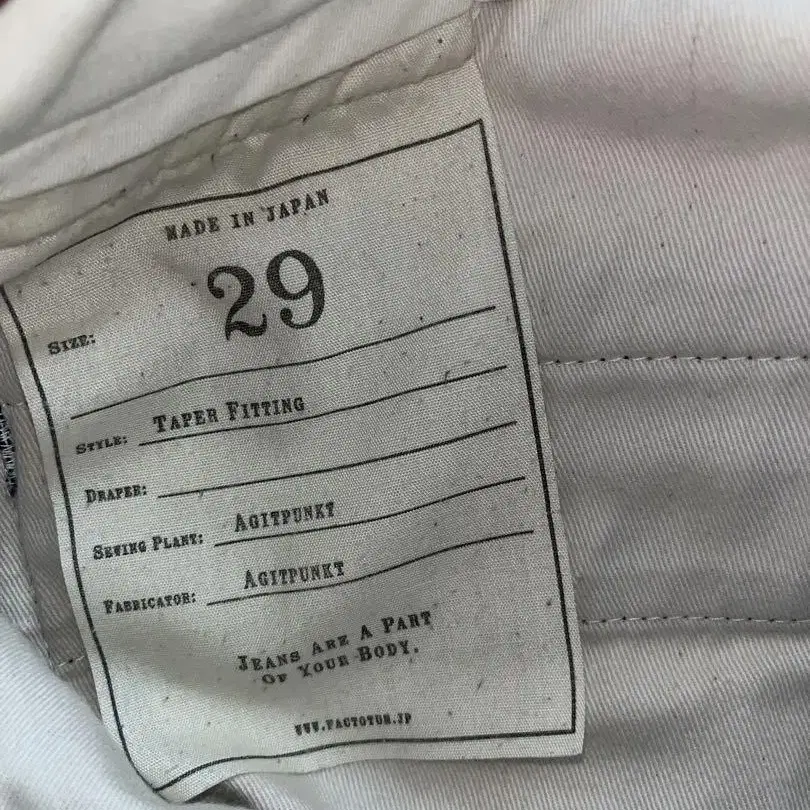 MADE IN JAPAN
SIZE: 29
STYLE: TAPER FITTING
DRAPER:
SEWING PLANT: AGITPUNKT
FABRICATOR: AGITPUNKT
JEANS ARE A PART
OF YOUR BODY.
WWW.FACTOTUM.JP